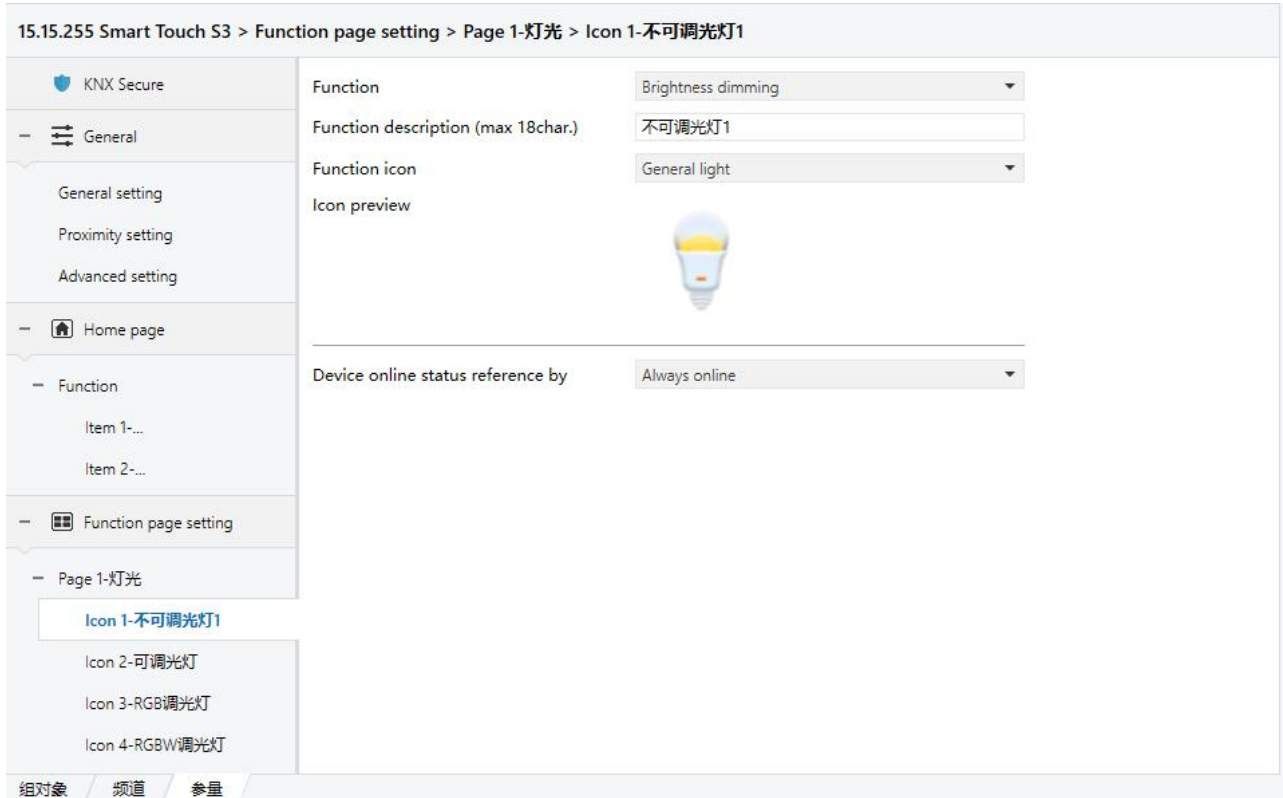 15.15.255 Smart Touch S3 > Function page setting > Page 1-灯光 > Icon 1-不可调光灯1
KNX Secure
General
General setting
Proximity setting
Advanced setting
Home page
Function
Item 1-...
Item 2-...
Function page setting
Page 1-灯光
Icon 1-不可调光灯1
Icon 2-可调光灯
Icon 3-RGB调光灯
Icon 4-RGBW调光灯
Function Brightness dimming
Function description (max 18char.) 不可调光灯1
Function icon General light
Icon preview
Device online status reference by Always online
组对象 频道 参量